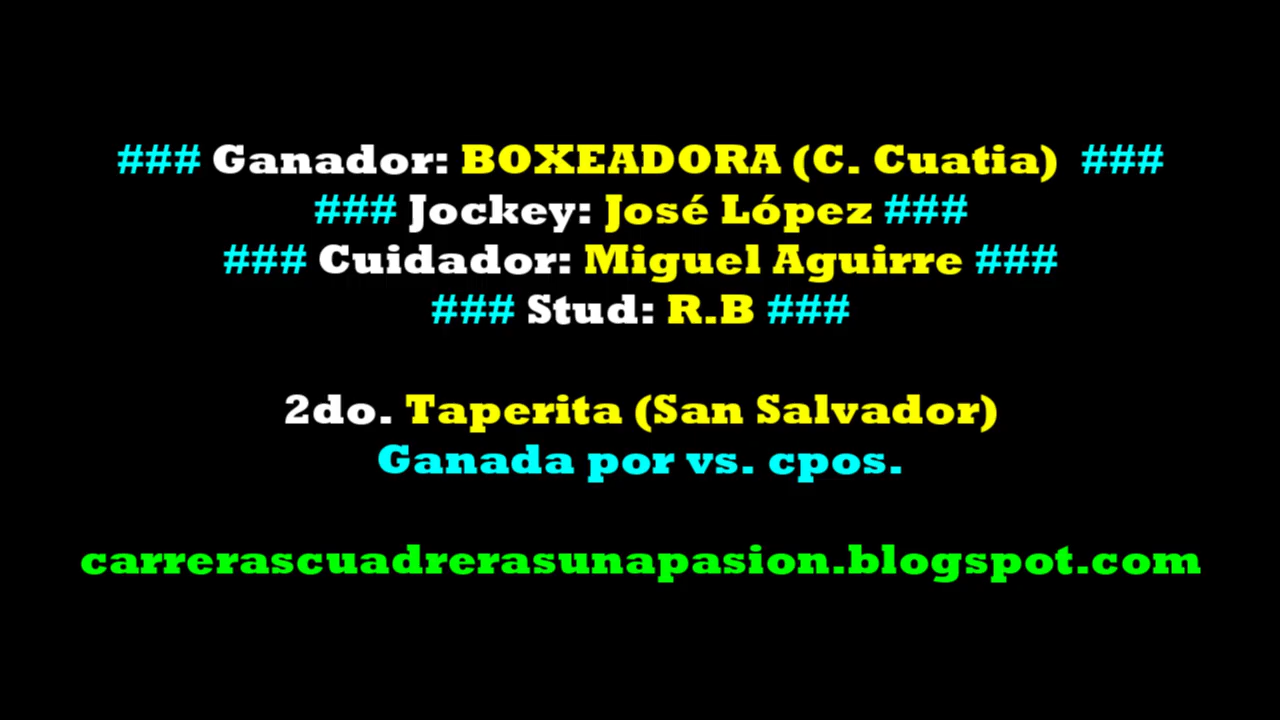 ### Ganador: BOXEADORA (C. Cuatia) ###
### Jockey: José López ###
### Cuidador: Miguel Aguirre ###
### Stud: R.B ###
2do. Taperita (San Salvador)
Ganada por vs. cpos.
carrerascuadrerasunapasion.blogspot.com